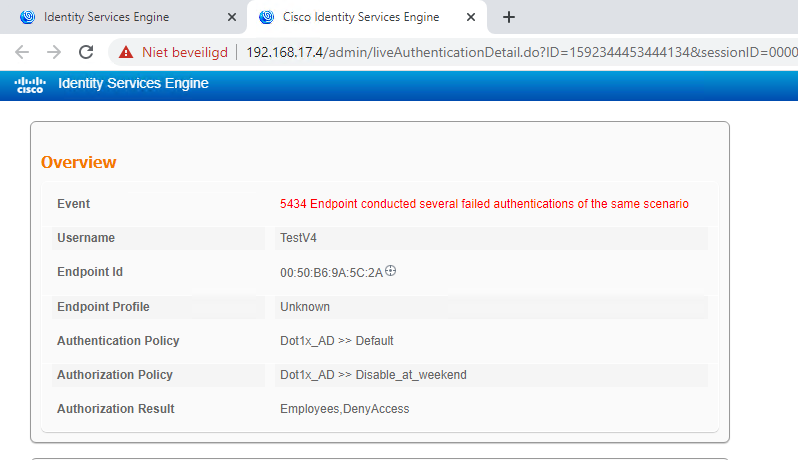 Identity Services Engine
Cisco Identity Services Engine
Niet beveiligd 192.168.17.4/admin/liveAuthenticationDetail.do?ID=1592344453444134&sessionID=0000
CISCO Identity Services Engine
Overview
Event 5434 Endpoint conducted several failed authentications of the same scenario
Username TestV4
Endpoint Id 00:50:B6:9A:5C:2A
Endpoint Profile Unknown
Authentication Policy Dot1x_AD >> Default
Authorization Policy Dot1x_AD >> Disable_at_weekend
Authorization Result Employees,DenyAccess